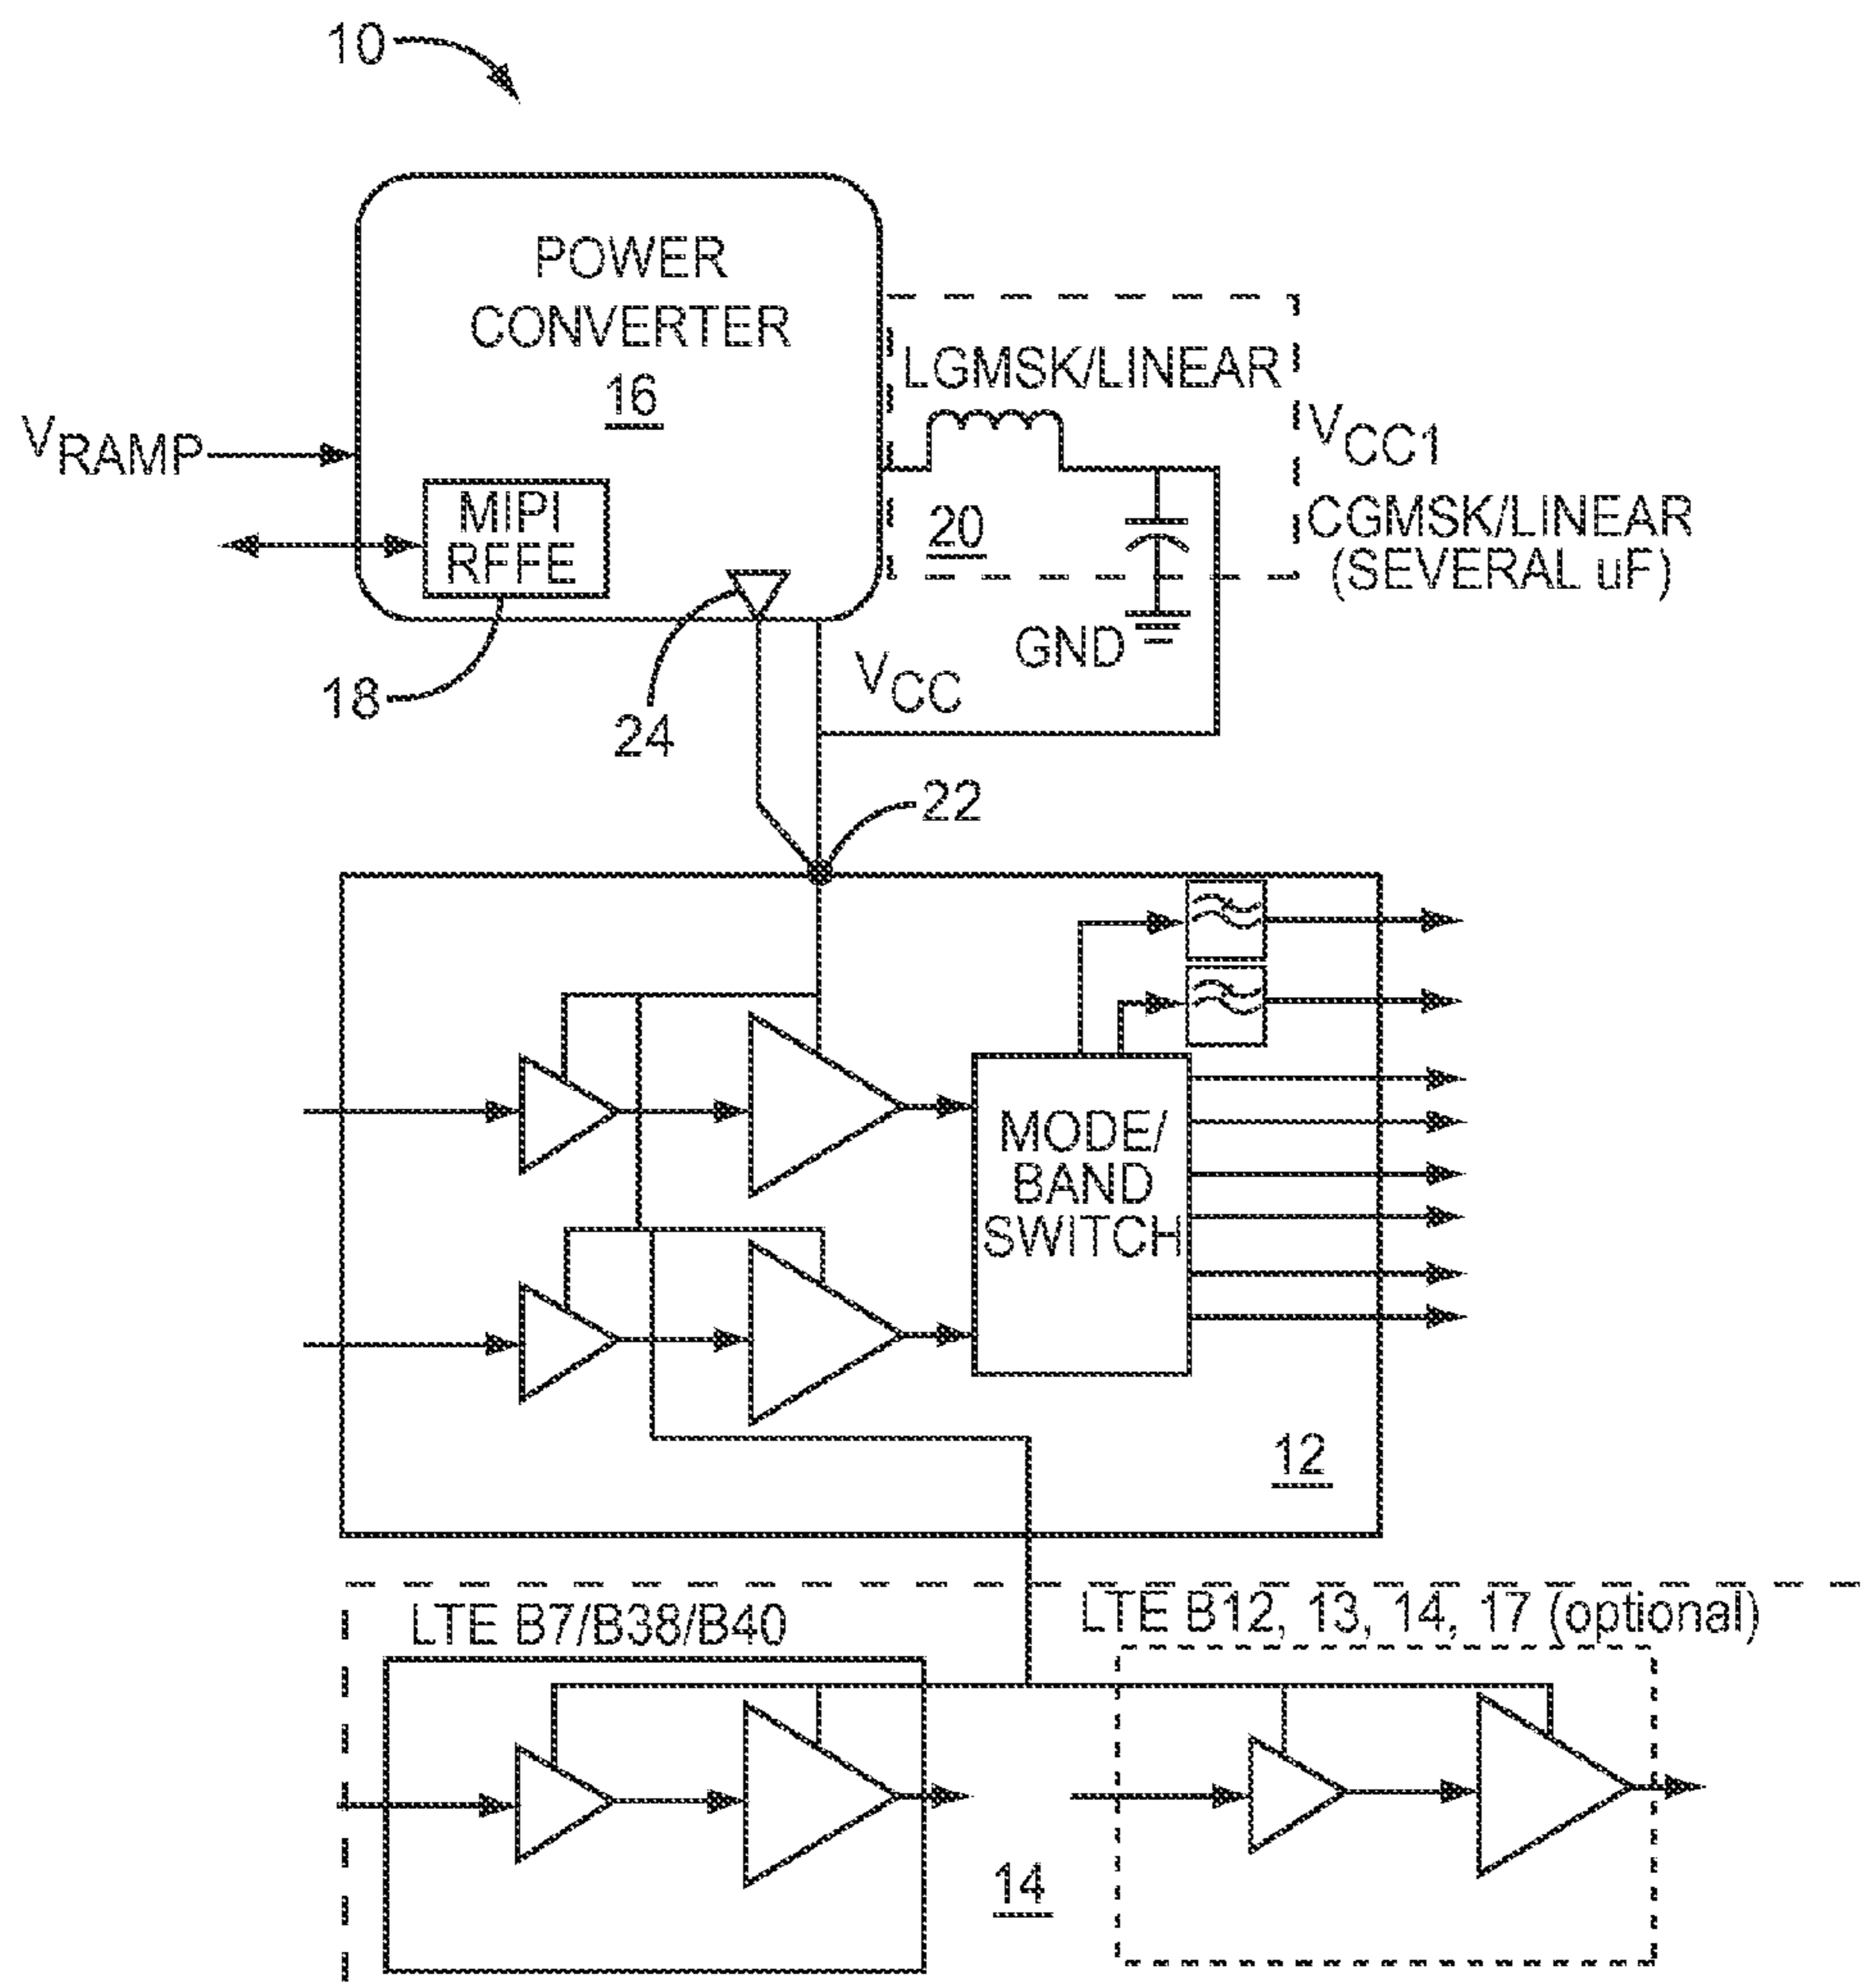 10
POWER
CONVERTER
16
LGMSK/LINEAR
VRAMP
VCC1
MIPI
RFFE
20
CGMSK/LINEAR
(SEVERAL uF)
GND
VCC
18
24
22
MODE/
BAND
SWITCH
12
LTE B7/B38/B40
LTE B12, 13, 14, 17 (optional)
14